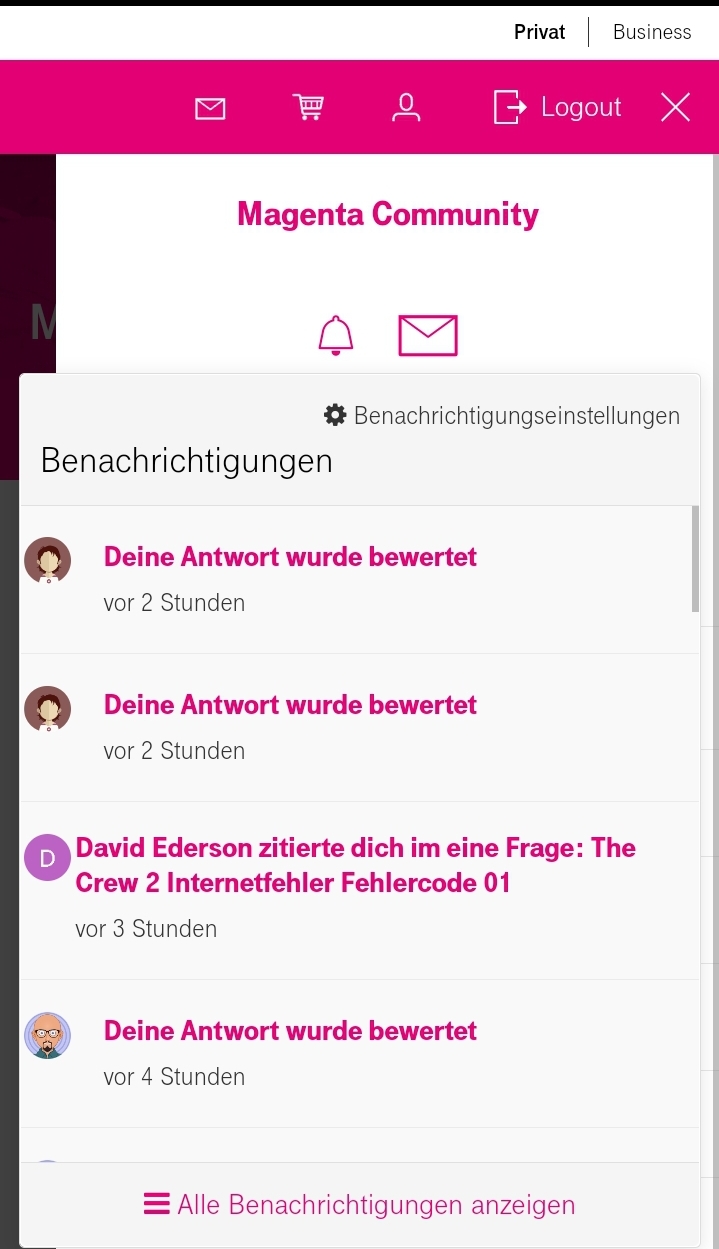 Privat
Business
Logout
Magenta Community
M
Benachrichtigungseinstellungen
Benachrichtigungen
Deine Antwort wurde bewertet
vor 2 Stunden
Deine Antwort wurde bewertet
vor 2 Stunden
D
David Ederson zitierte dich im eine Frage: The
Crew 2 Internetfehler Fehlercode 01
vor 3 Stunden
Deine Antwort wurde bewertet
vor 4 Stunden
Alle Benachrichtigungen anzeigen